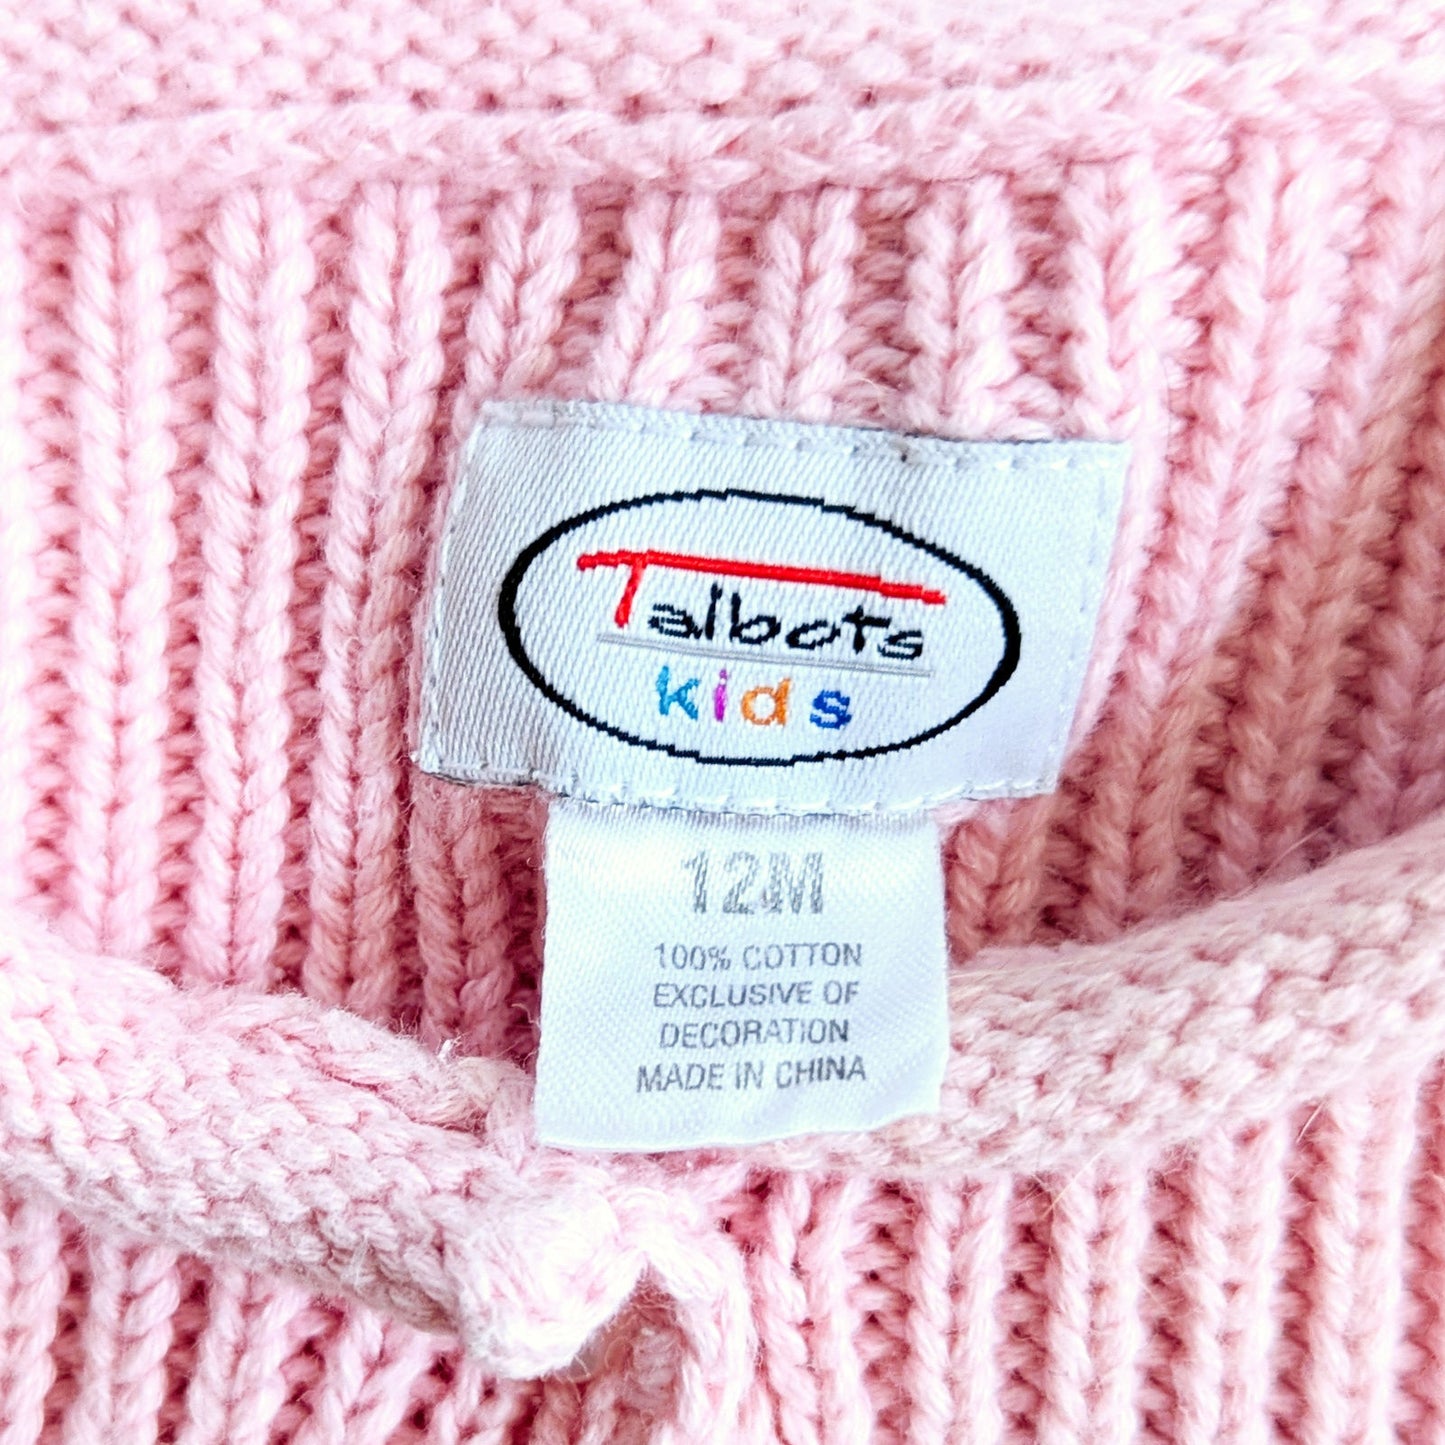 Talbots
kids
12M
100% COTTON
EXCLUSIVE OF
DECORATION
MADE IN CHINA